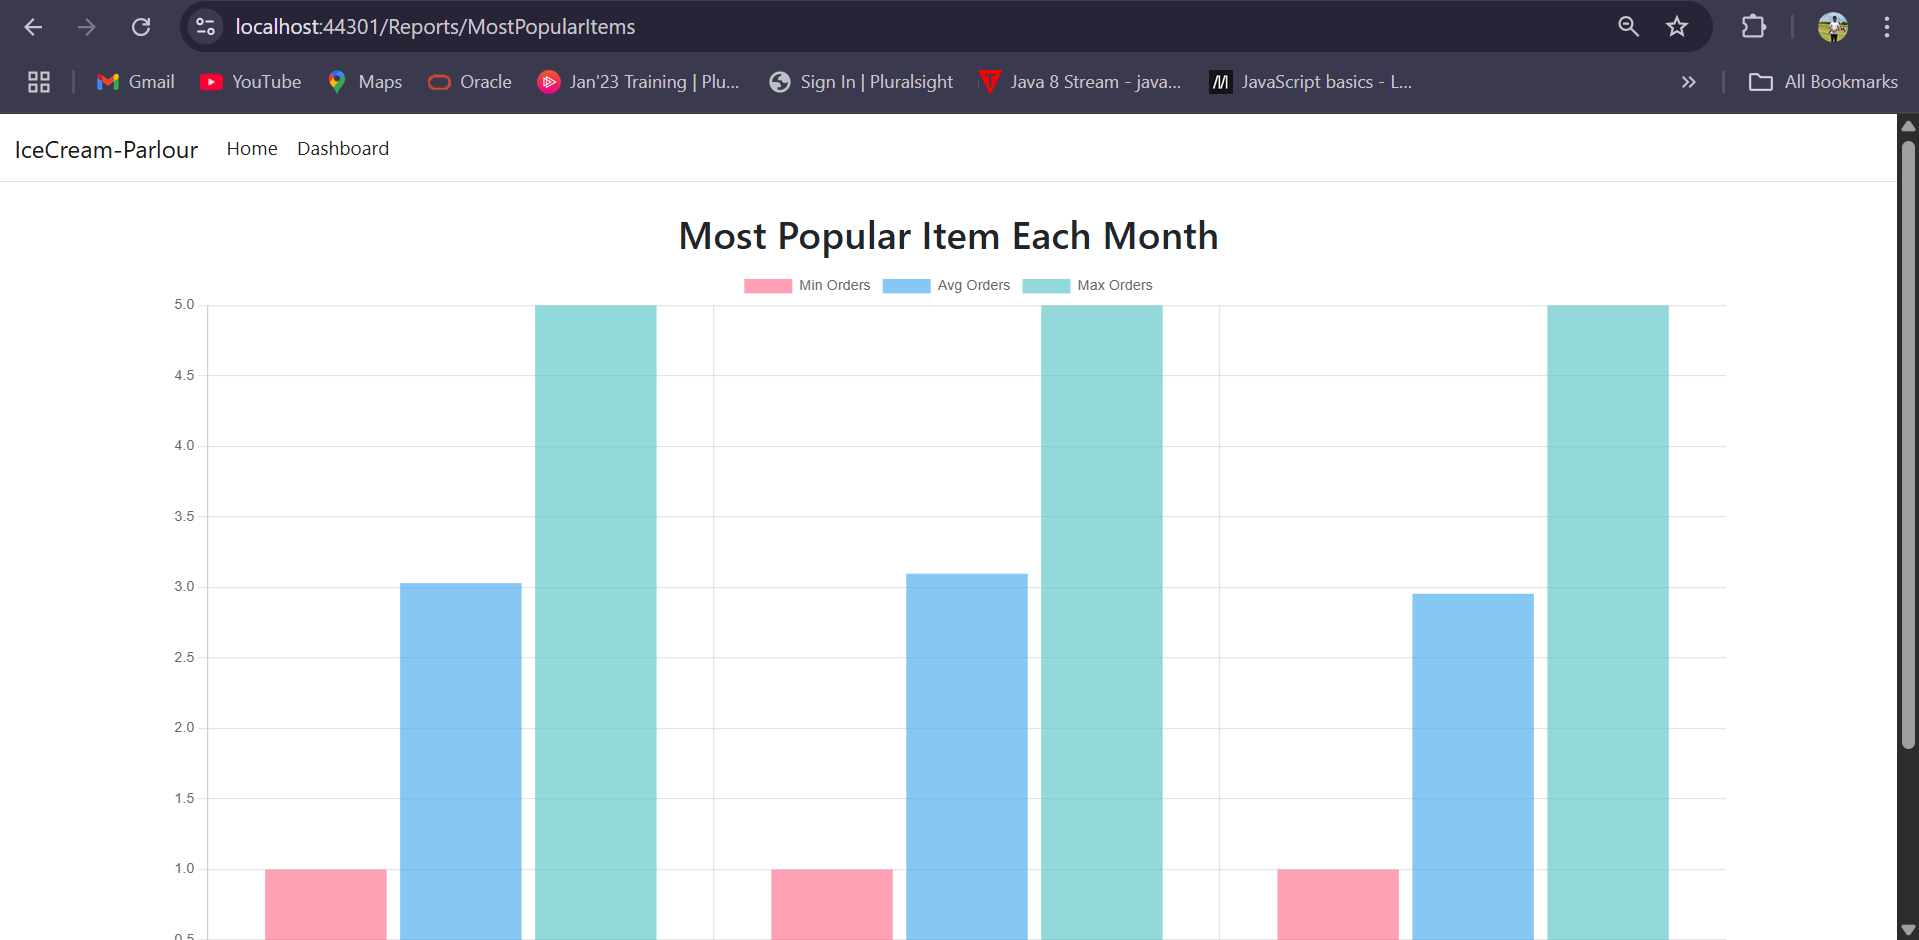 localhost:44301/Reports/MostPopularItems
Gmail YouTube Maps Oracle Jan'23 Training | Plu... Sign In | Pluralsight Java 8 Stream - java... JavaScript basics - L... » All Bookmarks
IceCream-Parlour Home Dashboard
Most Popular Item Each Month
Min Orders Avg Orders Max Orders
5.0
4.5
4.0
3.5
3.0
2.5
2.0
1.5
1.0
0.5